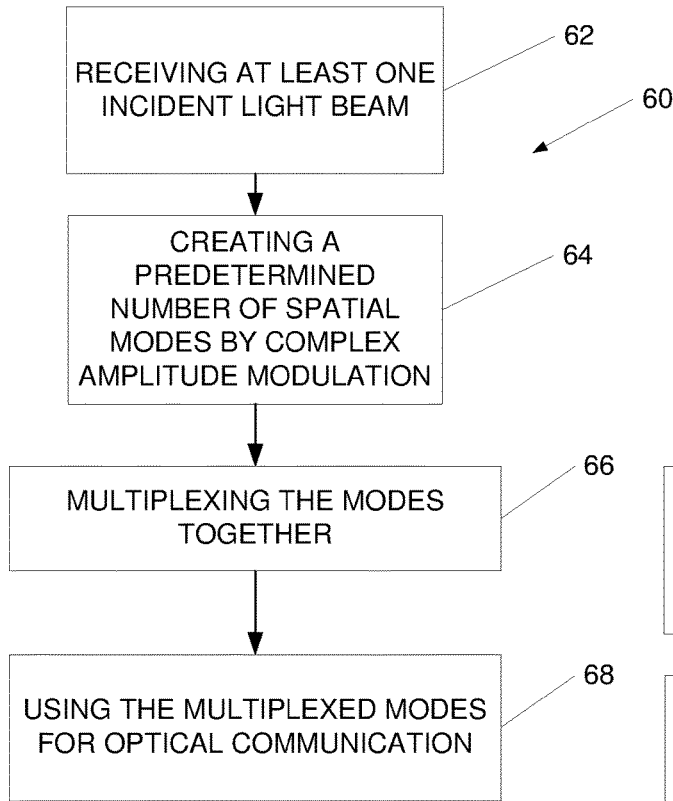 RECEIVING AT LEAST ONE
INCIDENT LIGHT BEAM
62
60
CREATING A
PREDETERMINED
NUMBER OF SPATIAL
MODES BY COMPLEX
AMPLITUDE MODULATION
64
MULTIPLEXING THE MODES
TOGETHER
66
USING THE MULTIPLEXED MODES
FOR OPTICAL COMMUNICATION
68